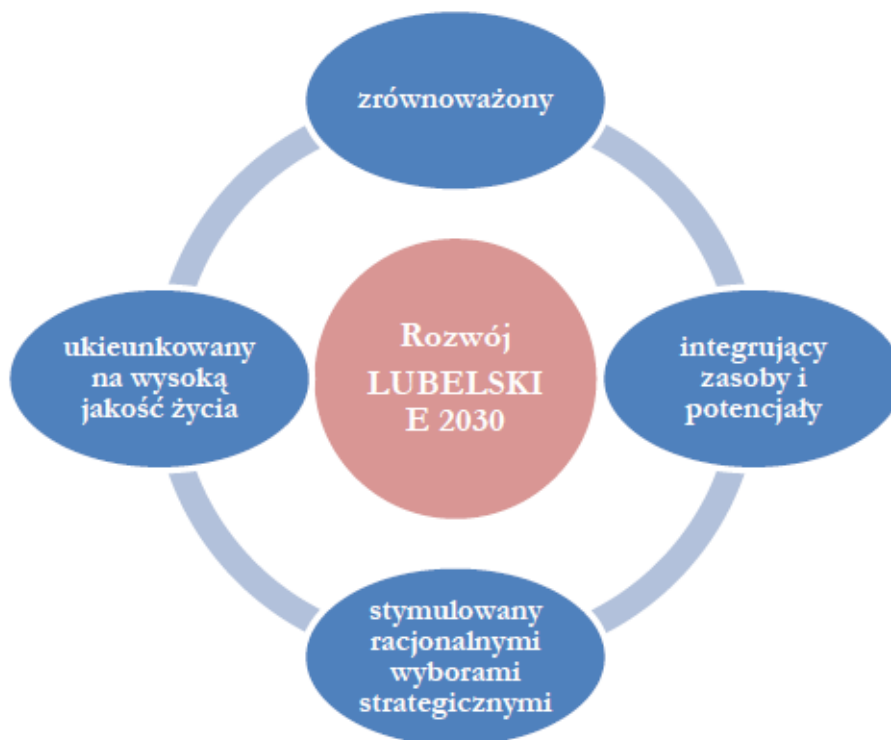 zrównoważony
ukieunkowany
na wysoką
jakość życia
Rozwój
LUBELSKI
E 2030
integrujący
zasoby i
potencjały
stymulowany
racjonalnymi
wyborami
strategicznymi